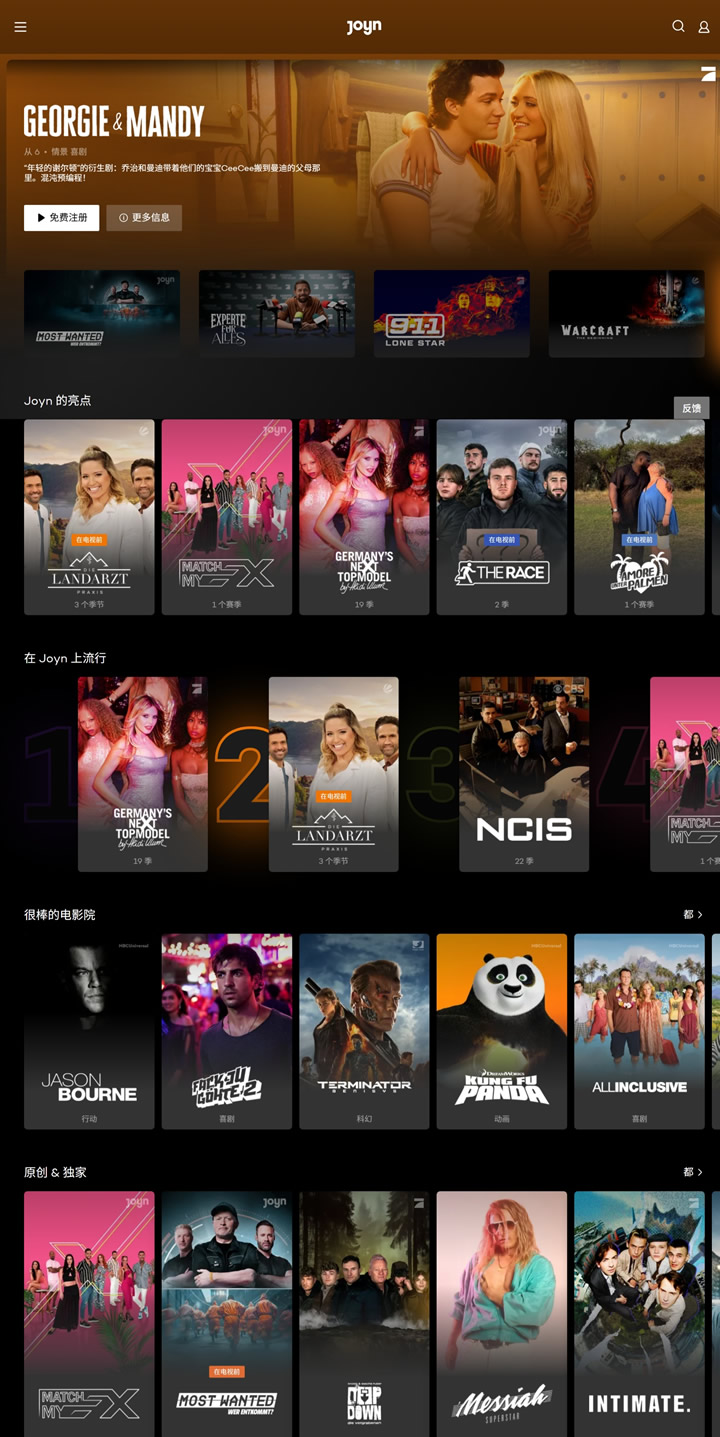 joyn
GEORGIE & MANDY
从 6 • 情景 喜剧
"年轻的谢尔顿"的衍生剧：乔治和曼迪带着他们的宝宝CeeCee搬到曼迪的父母那
里。混沌预编程！
免费注册
更多信息
joyn
MOST WANTED
WER ENTKOMMT?
EXPERTE
FÜR
ALLES
9-1-1
LONE STAR
WARCRAFT
THE BEGINNING
Joyn 的亮点
反馈
在电视前
DIE
LANDARZT
PRAXIS
3 个季节
joyn
MATCH
MY EX
1 个赛季
GERMANY'S
NEXT
TOPMODEL
by Heidi Klum
19 季
joyn
在电视前
THE RACE
2 季
在电视前
AMORE
UNTER PALMEN
1 个赛季
在 Joyn 上流行
1
GERMANY'S
NEXT
TOPMODEL
by Heidi Klum
19 季
2
在电视前
DIE
LANDARZT
PRAXIS
3 个季节
3
CBS
NCIS
22 季
4
MATCH
MY
1 个赛
很棒的电影院
都
NBCUniversal
JASON
BOURNE
行动
FACK JU
GÖHTE 2
喜剧
TERMINATOR
GENISYS
科幻
NBCUniversal
DREAMWORKS
KUNG FU
PANDA
动画
NBCUniversal
ALL INCLUSIVE
喜剧
原创 & 独家
都
joyn
MATCH
MY EX
joyn
在电视前
MOST WANTED
WER ENTKOMMT?
DOWN
joyn
Messiah
SUPERSTAR
INTIMATE.